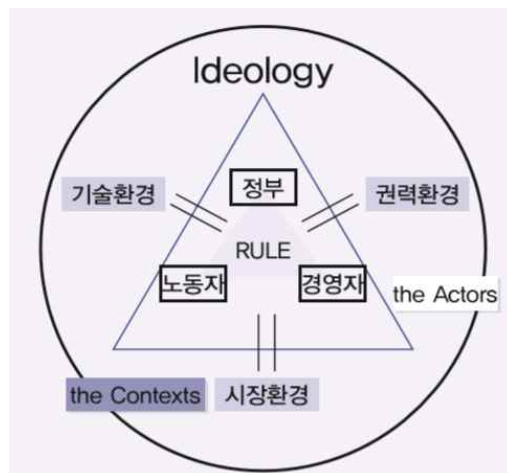 Ideology
정부
기술환경
권력환경
RULE
노동자
경영자
the Actors
the Contexts
시장환경